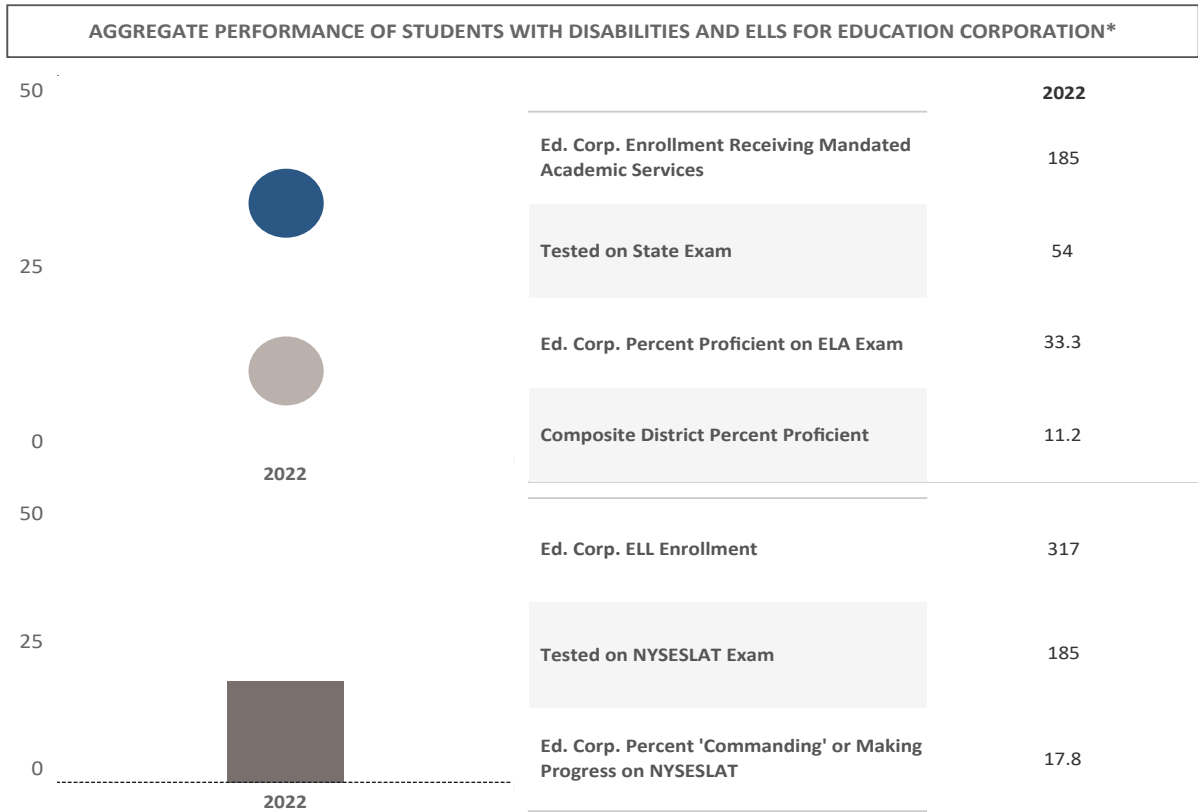 AGGREGATE PERFORMANCE OF STUDENTS WITH DISABILITIES AND ELLS FOR EDUCATION CORPORATION*
50
25
0
2022
2022
Ed. Corp. Enrollment Receiving Mandated
Academic Services
185
Tested on State Exam
54
Ed. Corp. Percent Proficient on ELA Exam
33.3
Composite District Percent Proficient
11.2
50
25
0
2022
Ed. Corp. ELL Enrollment
317
Tested on NYSESLAT Exam
185
Ed. Corp. Percent 'Commanding' or Making
Progress on NYSESLAT
17.8